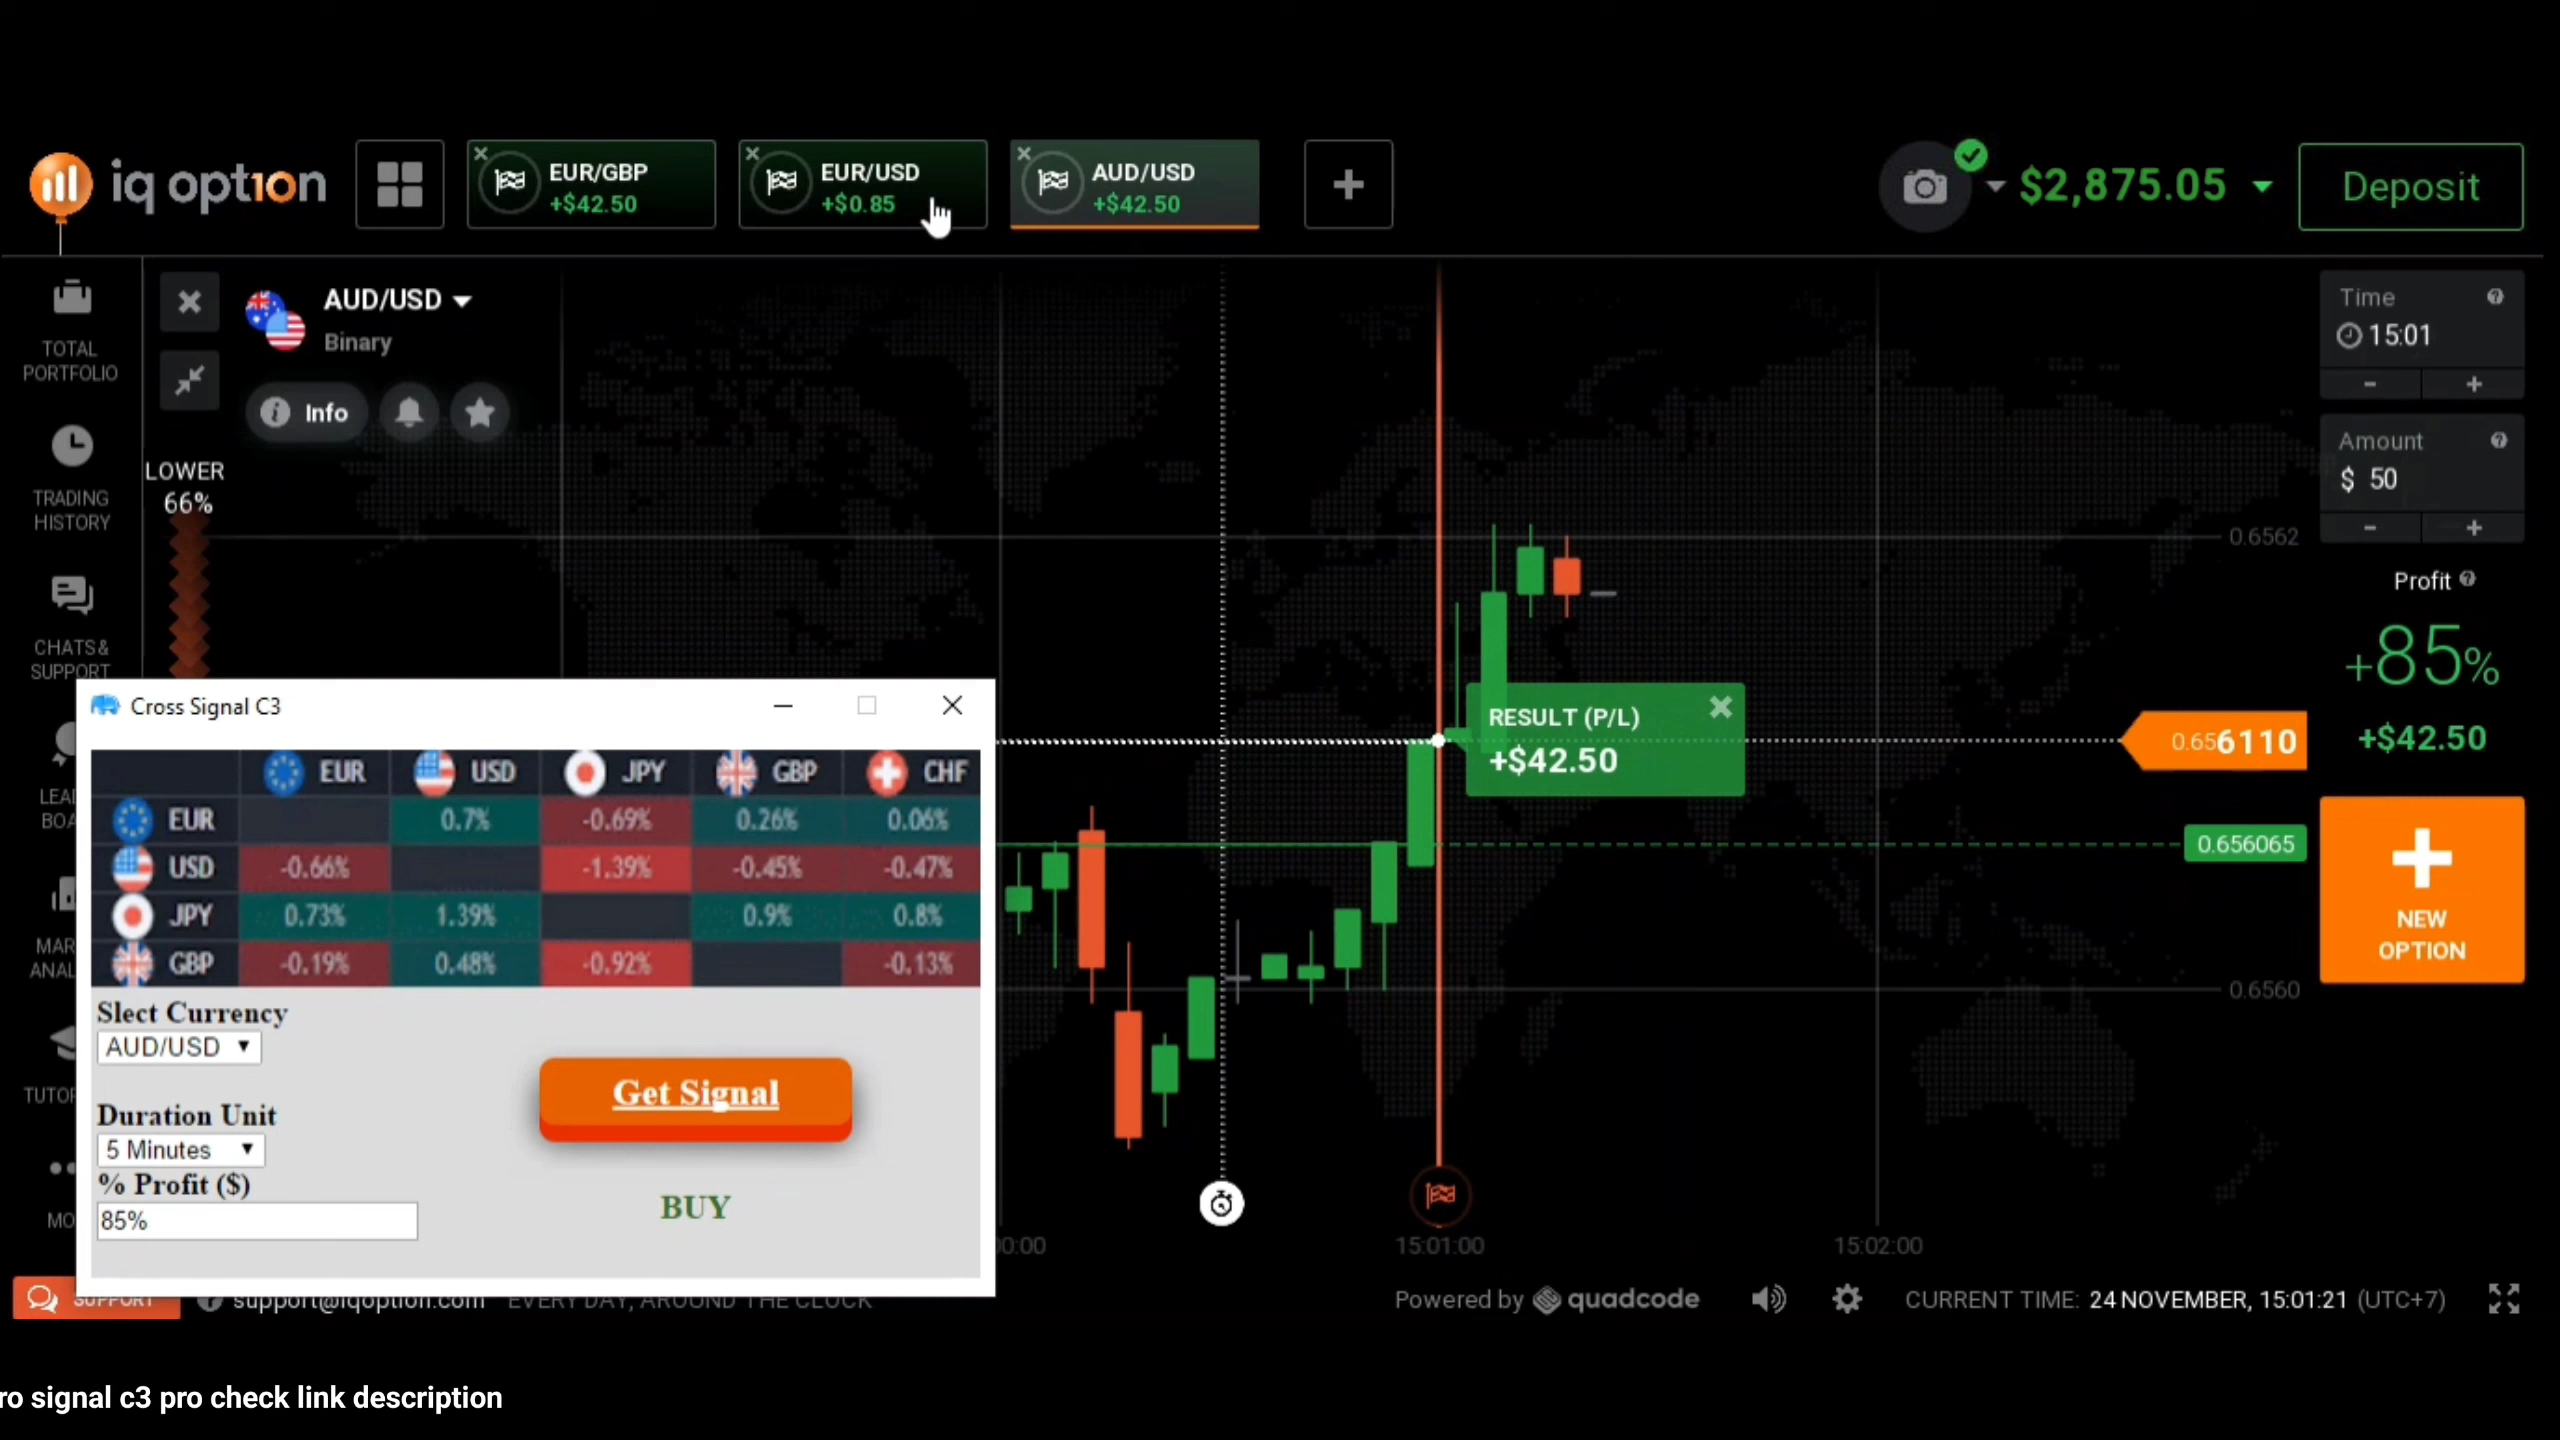 iq option
EUR/GBP
+$42.50
EUR/USD
+$0.85
AUD/USD
+$42.50
$2,875.05
Deposit
TOTAL
PORTFOLIO
TRADING
HISTORY
CHATS &
SUPPORT
AUD/USD
Binary
Info
LOWER
66%
Time
15:01
- +
Amount
$ 50
- +
Profit
+85%
+$42.50
NEW
OPTION
0.6562
0.656110
0.656065
0.6560
RESULT (P/L)
+$42.50
Cross Signal C3
EUR USD JPY GBP CHF
EUR 0.7% -0.69% 0.26% 0.06%
USD -0.66% -1.39% -0.45% -0.47%
JPY 0.73% 1.39% 0.9% 0.8%
GBP -0.19% 0.48% -0.92% -0.13%
Slect Currency
AUD/USD
Duration Unit
5 Minutes
% Profit ($)
85%
Get Signal
BUY
15:01:00
15:02:00
SUPPORT
support@iqoption.com EVERY DAY, AROUND THE CLOCK
Powered by quadcode
CURRENT TIME: 24 NOVEMBER, 15:01:21 (UTC+7)
signal c3 pro check link description